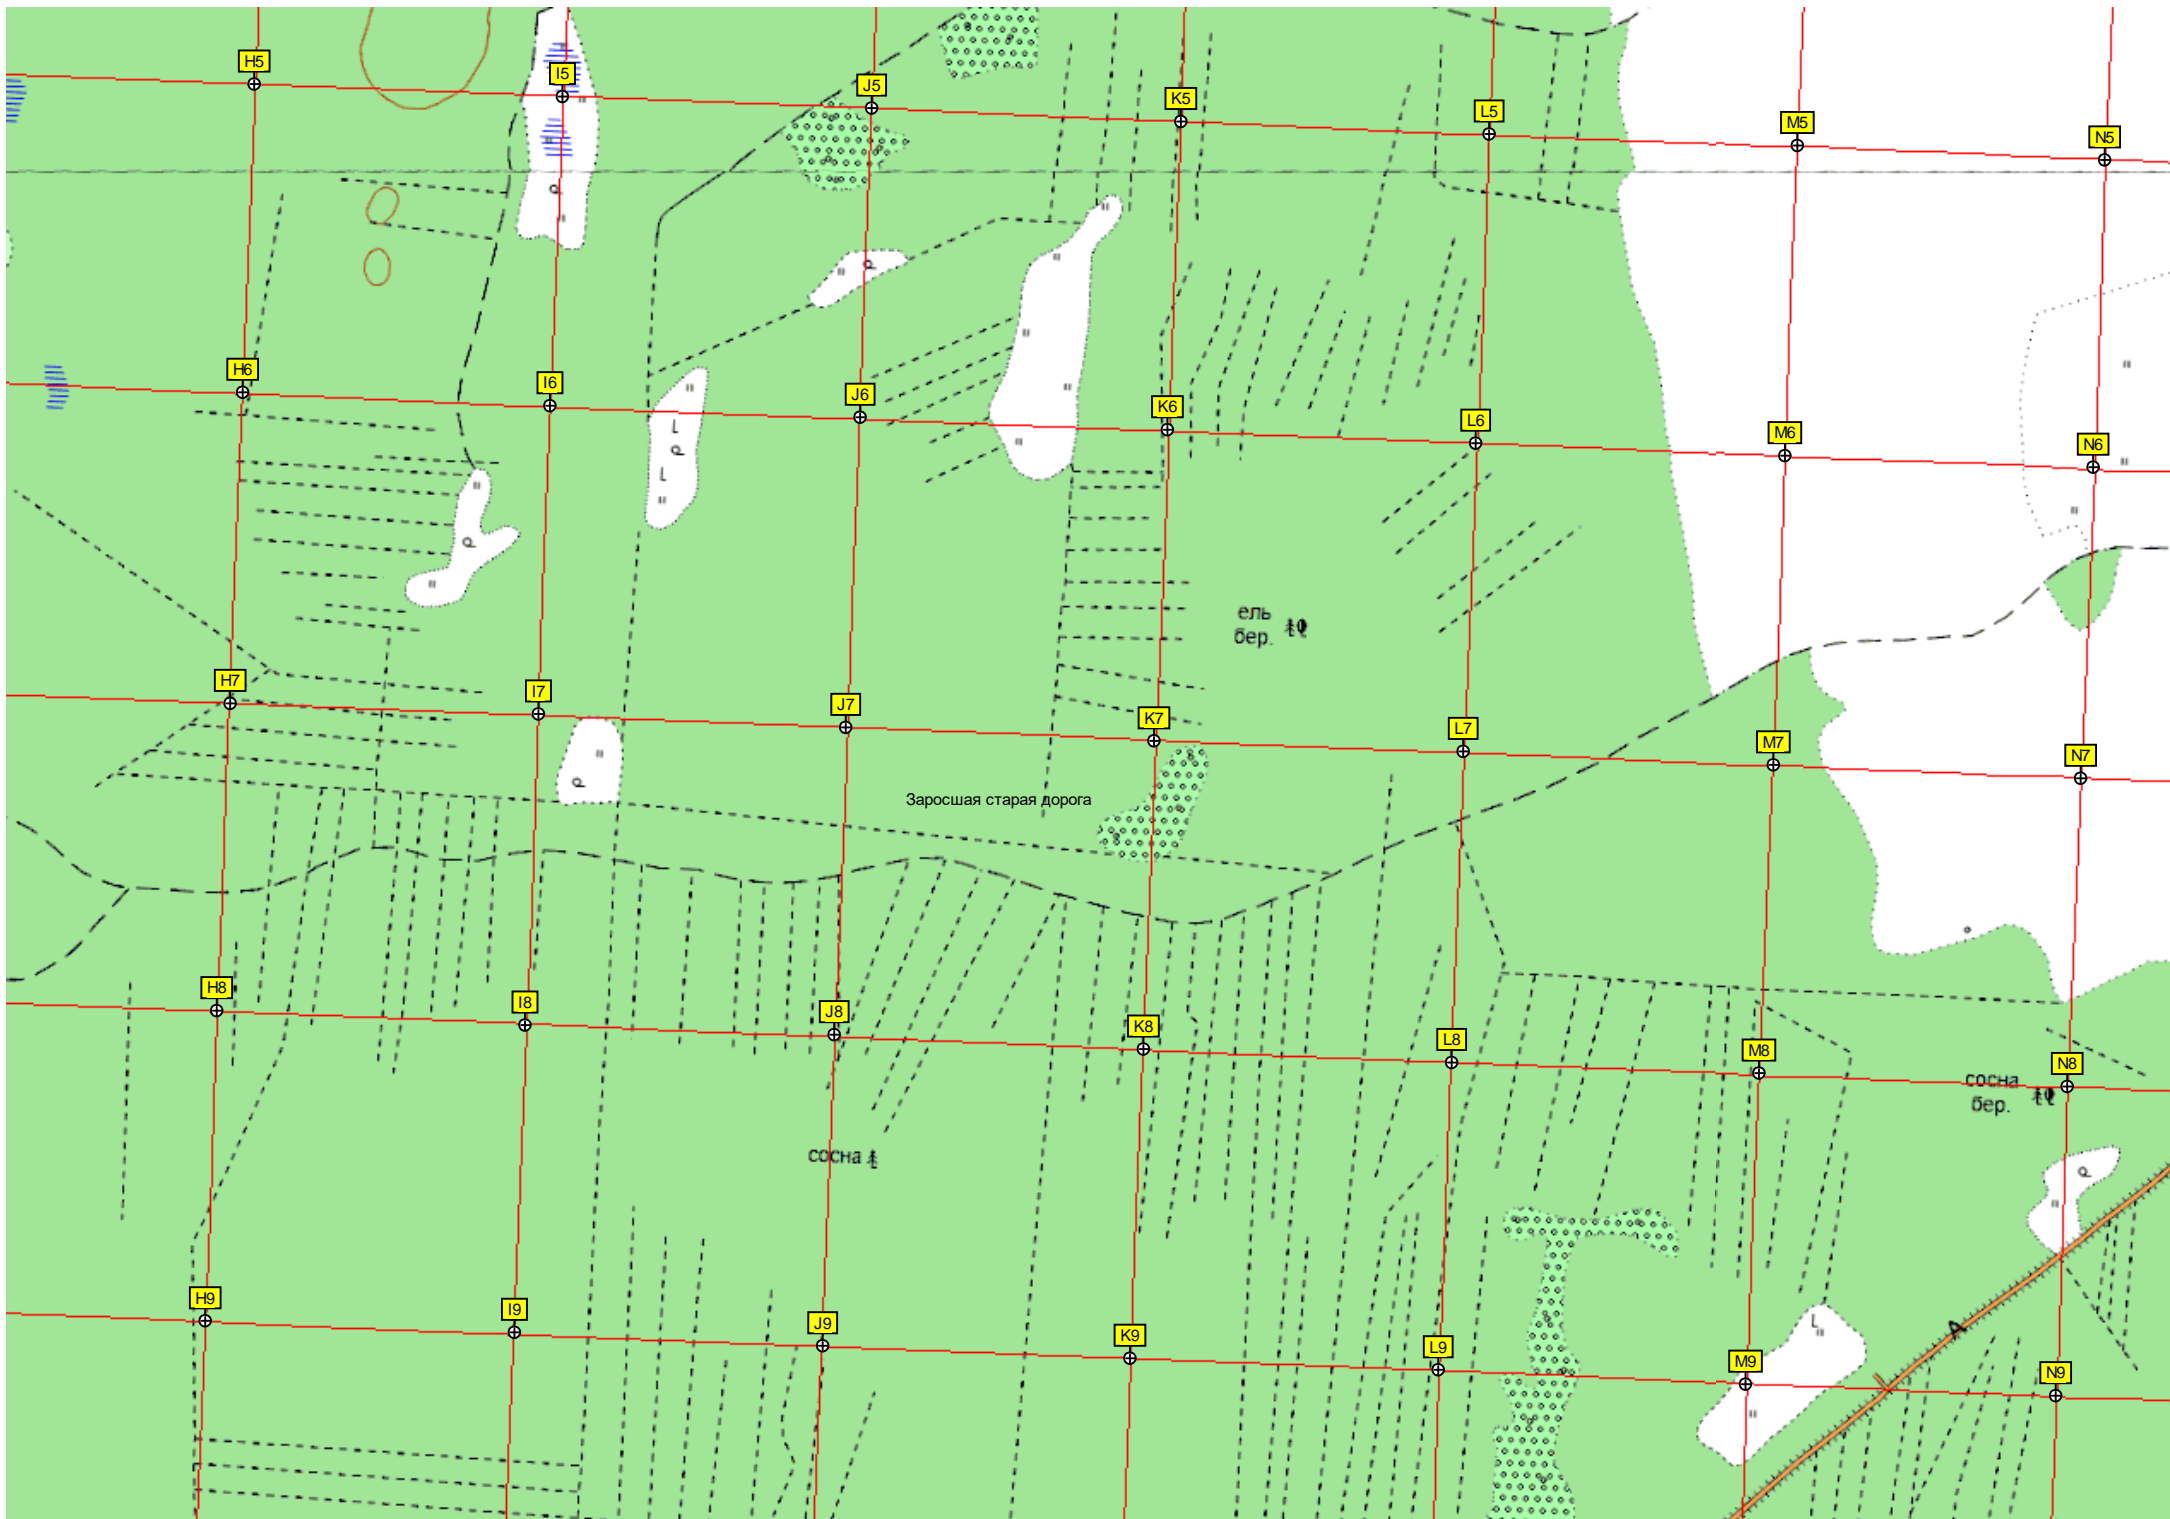 H5
I5
J5
K5
L5
M5
N5
H6
I6
J6
K6
L6
M6
N6
ель
бер.
H7
I7
J7
K7
L7
M7
N7
Заросшая старая дорога
H8
I8
J8
K8
L8
M8
N8
сосна
бер.
сосна
H9
I9
J9
K9
L9
M9
N9
А